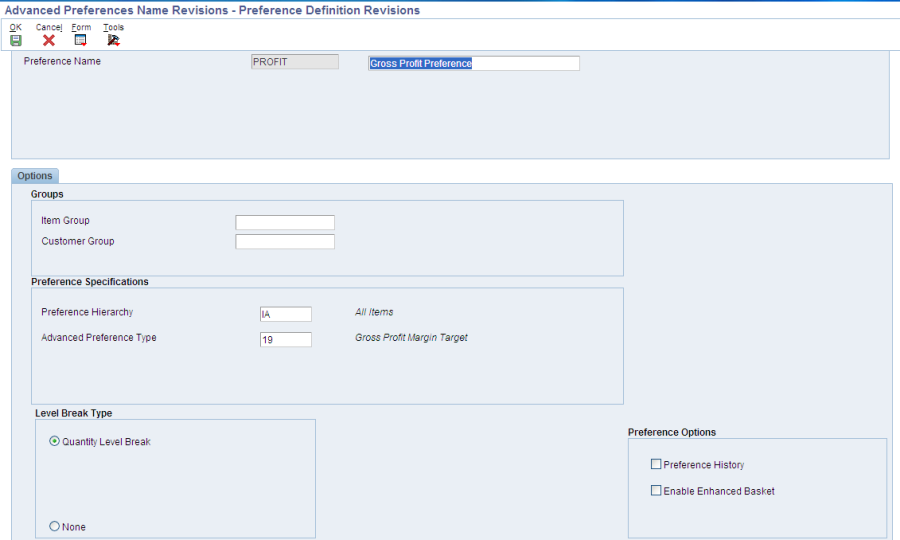 Advanced Preferences Name Revisions - Preference Definition Revisions
OK Cancel Form Tools
Preference Name PROFIT Gross Profit Preference
Options
Groups
Item Group
Customer Group
Preference Specifications
Preference Hierarchy IA All Items
Advanced Preference Type 19 Gross Profit Margin Target
Level Break Type
Quantity Level Break
None
Preference Options
Preference History
Enable Enhanced Basket